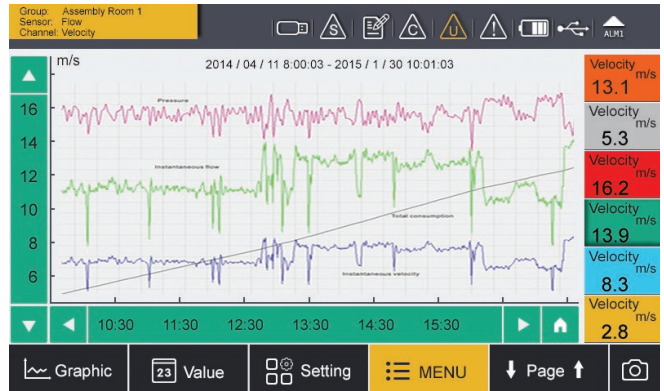 Group: Assembly Room 1
Sensor: Flow
Channel: Velocity
S
C
U
ALM1
m/s
2014 / 04 / 11 8:00:03 - 2015 / 1 / 30 10:01:03
Pressure
Instantaneous flow
Total consumption
Instantaneous velocity
16
14
12
10
8
6
10:30 11:30 12:30 13:30 14:30 15:30
Velocity
m/s
13.1
Velocity
m/s
5.3
Velocity
m/s
16.2
Velocity
m/s
13.9
Velocity
m/s
8.3
Velocity
m/s
2.8
Graphic
23 Value
Setting
MENU
Page